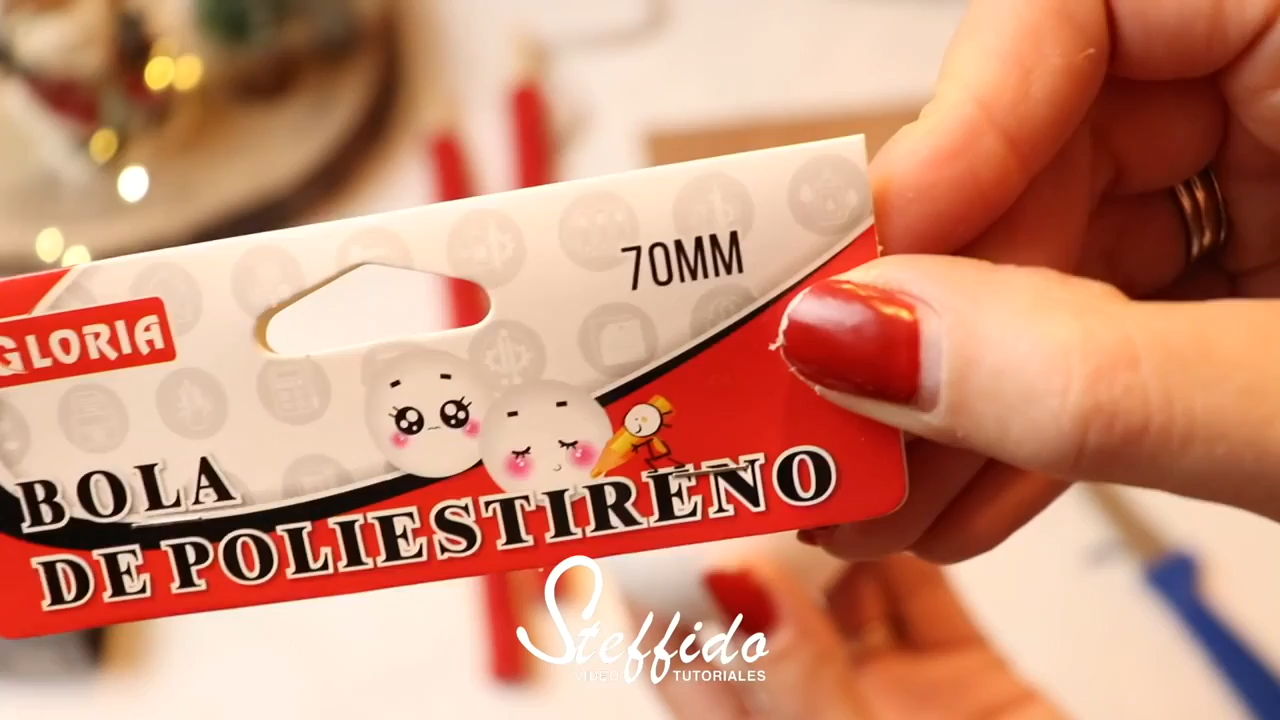 70MM
GLORIA
BOLA
DE POLIESTIRENO
Steffido
VIDEO TUTORIALES